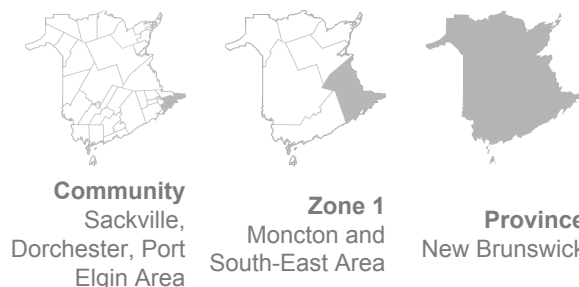 Community
Sackville,
Dorchester, Port
Elgin Area
Zone 1
Moncton and
South-East Area
Province
New Brunswick